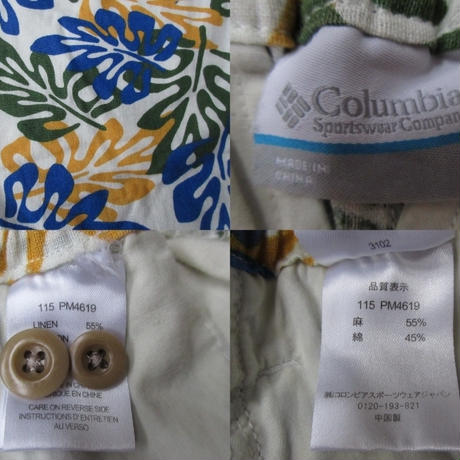 Columbia
Sportswear Company
MADE IN
CHINA
115 PM4619
LINEN 55%
IN CHINE
CARE ON REVERSE SIDE
INSTRUCTIONS D'ENTRETIEN
AU VERSO
3102
品質表示
115 PM4619
麻 55%
綿 45%
㈱コロンビアスポーツウェアジャパン
0120-193-821
中国製